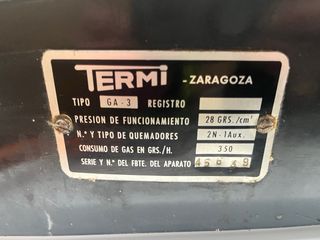 TERMI - ZARAGOZA
TIPO GA-3 REGISTRO
PRESION DE FUNCIONAMIENTO 28 GRS./cm²
N.º Y TIPO DE QUEMADORES 2N-1Aux.
CONSUMO DE GAS EN GRS./H. 350
SERIE Y N.º DEL FBTE. DEL APARATO